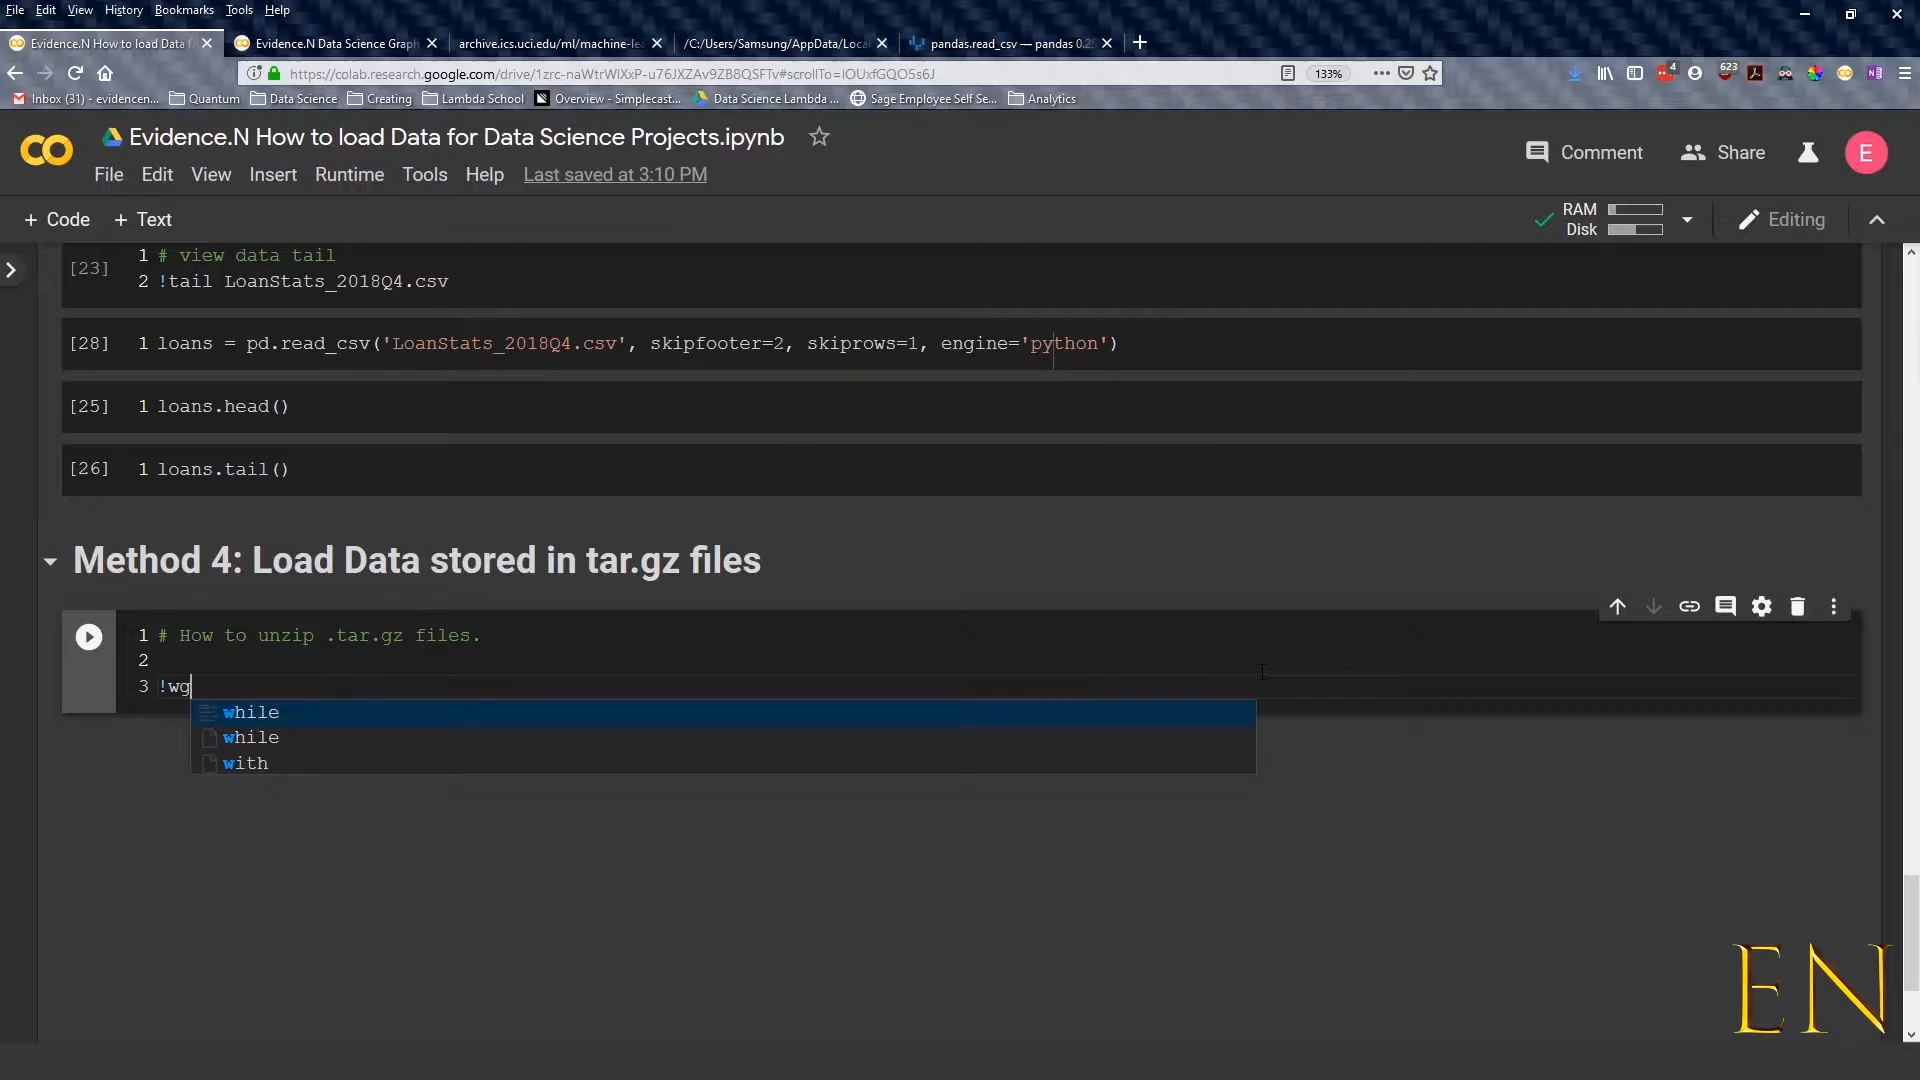 File Edit View History Bookmarks Tools Help
Evidence.N How to load Data f
Evidence.N Data Science Graph
archive.ics.uci.edu/ml/machine-le
/C:/Users/Samsung/AppData/Loca
pandas.read_csv — pandas 0.25
https://colab.research.google.com/drive/1zrc-naWtrWlXxP-u76JXZAv9ZB8QSFTv#scrollTo=lOUxfGQO5s6J
133%
4
623
Inbox (31) - evidencen... Quantum Data Science Creating Lambda School Overview - Simplecast... Data Science Lambda ... Sage Employee Self Se... Analytics
CO
Evidence.N How to load Data for Data Science Projects.ipynb
Comment Share E
File Edit View Insert Runtime Tools Help Last saved at 3:10 PM
+ Code + Text
RAM
Disk
Editing
[23]
1 # view data tail
2 !tail LoanStats_2018Q4.csv
[28] 1 loans = pd.read_csv('LoanStats_2018Q4.csv', skipfooter=2, skiprows=1, engine='python')
[25] 1 loans.head()
[26] 1 loans.tail()
Method 4: Load Data stored in tar.gz files
1 # How to unzip .tar.gz files.
2
3 !wg
while
while
with
EN